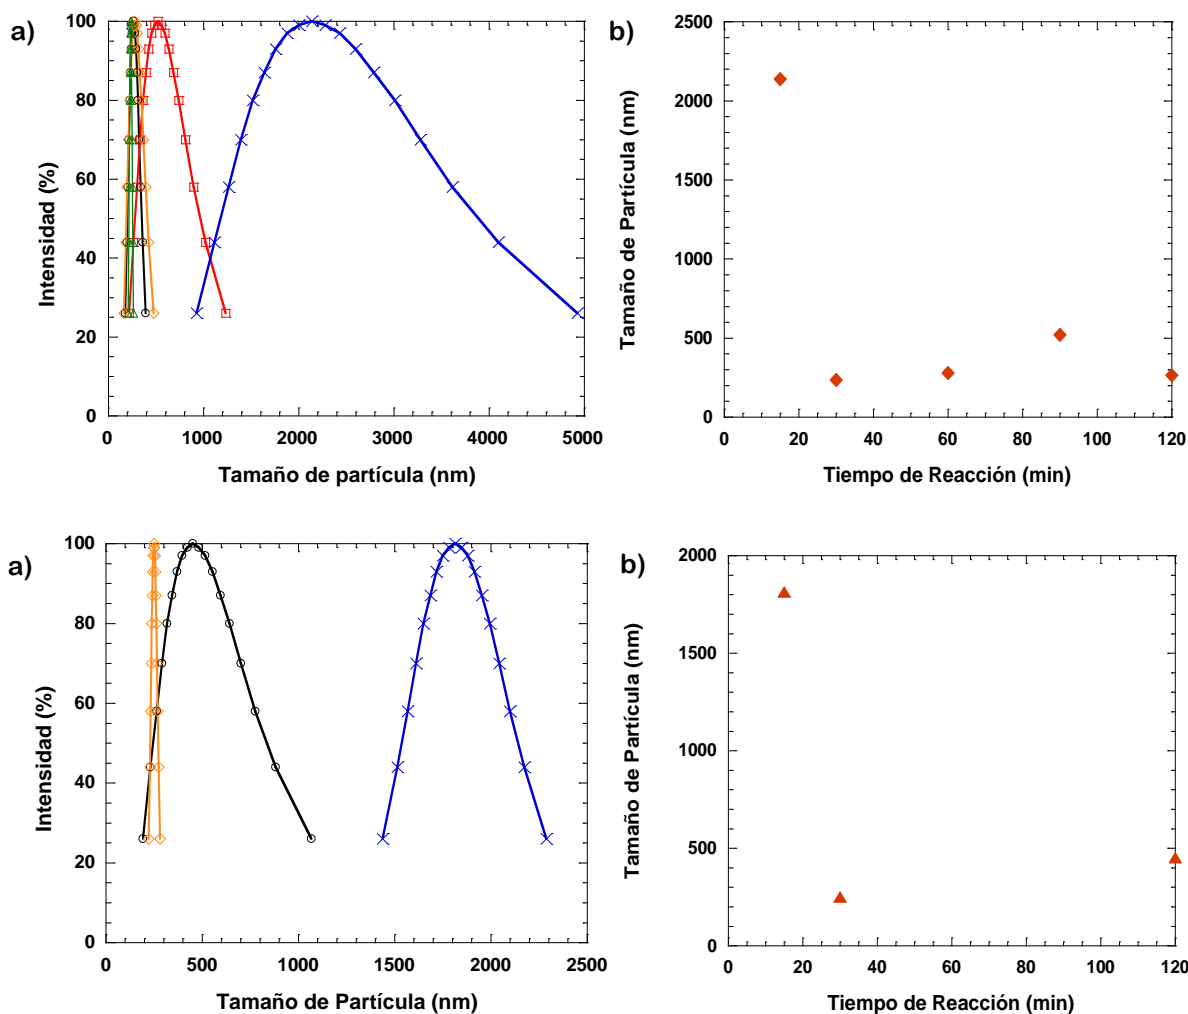 a)
100
80
60
40
20
0
Intensidad (%)
0 1000 2000 3000 4000 5000
Tamaño de partícula (nm)
b)
2500
2000
1500
1000
500
0
Tamaño de Partícula (nm)
0 20 40 60 80 100 120
Tiempo de Reacción (min)
a)
100
80
60
40
20
0
Intensidad (%)
0 500 1000 1500 2000 2500
Tamaño de Partícula (nm)
b)
2000
1500
1000
500
0
Tamaño de Partícula (nm)
0 20 40 60 80 100 120
Tiempo de Reacción (min)